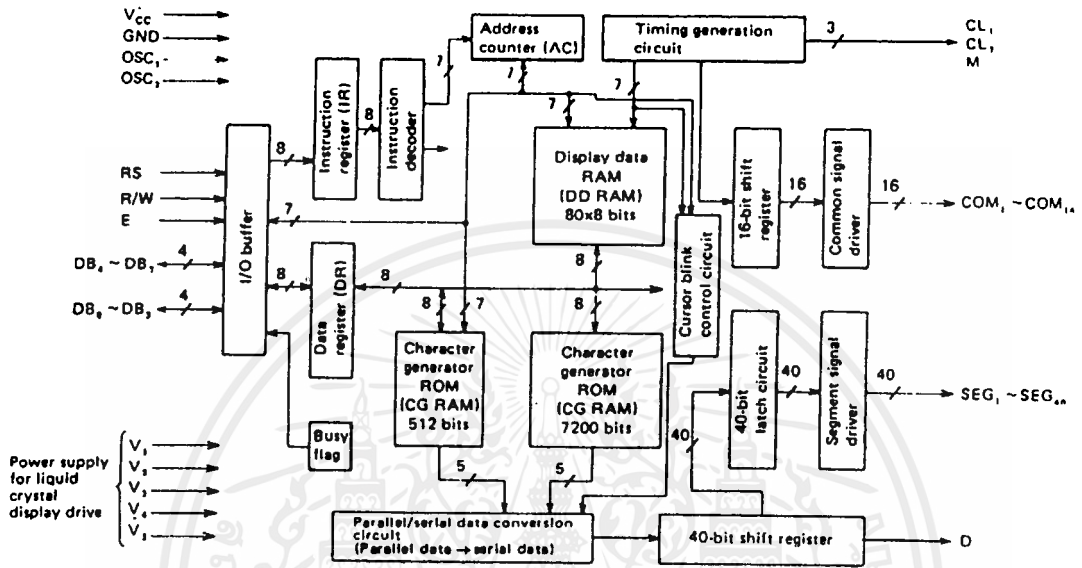 VCC
GND
OSC1
OSC2
RS
R/W
E
DB4 ~ DB7
DB0 ~ DB3
I/O buffer
8
7
4
8
4
Instruction
register (IR)
8
Instruction
decoder
7
Address
counter (AC)
7
Timing generation
circuit
3
CL1
CL2
M
7
7
Display data
RAM
(DD RAM)
80x8 bits
16-bit shift
register
16
Common signal
driver
16
COM1 ~ COM16
Cursor blink
control circuit
Data
register (DR)
8
8
7
8
8
Character
generator
ROM
(CG RAM)
512 bits
Character
generator
ROM
(CG RAM)
7200 bits
40-bit
latch circuit
40
Segment signal
driver
40
SEG1 ~ SEG40
40
Busy
flag
5
5
Power supply
for liquid
crystal
display drive
V1
V2
V3
V4
V5
Parallel/serial data conversion
circuit
(Parallel date → serial data)
40-bit shift register
D